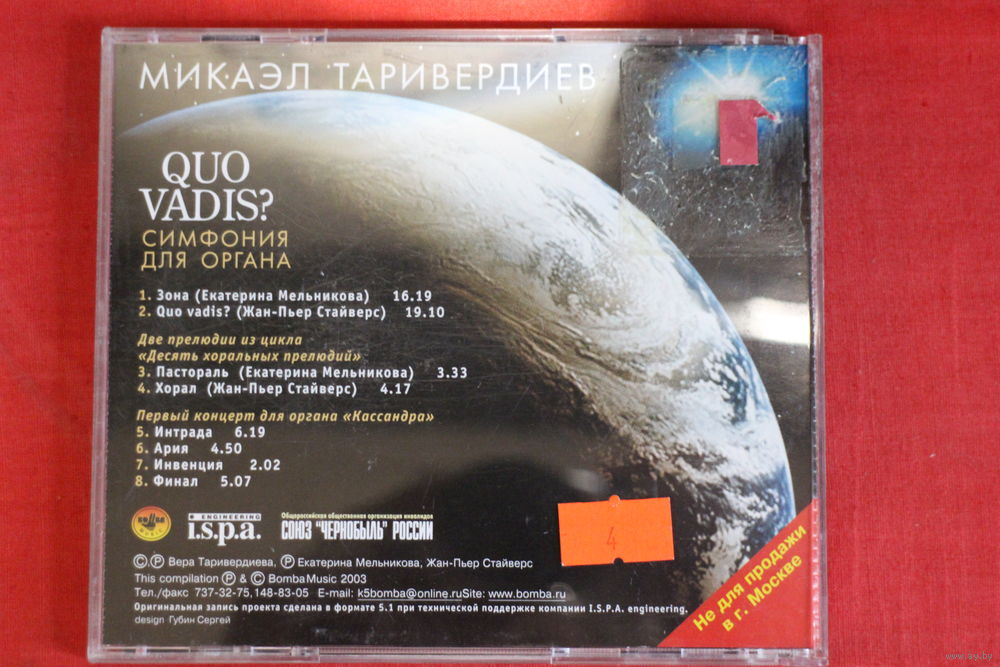 МИКАЭЛ ТАРИВЕРДИЕВ
QUO
VADIS?
СИМФОНИЯ
ДЛЯ ОРГАНА
1. Зона (Екатерина Мельникова) 16.19
2. Quo vadis? (Жан-Пьер Стайверс) 19.10
Две прелюдии из цикла
«Десять хоральных прелюдий»
3. Пастораль (Екатерина Мельникова) 3.33
4. Хорал (Жан-Пьер Стайверс) 4.17
Первый концерт для органа «Кассандра»
5. Интрада 6.19
6. Ария 4.50
7. Инвенция 2.02
8. Финал 5.07
BOMBA
MUSIC
ENGINEERING
i.s.p.a.
Общероссийская общественная организация инвалидов
СОЮЗ "ЧЕРНОБЫЛЬ" РОССИИ
4
©,℗ Вера Таривердиева, ℗ Екатерина Мельникова, Жан-Пьер Стайверс
This compilation ℗ & © BombaMusic 2003
Тел./факс 737-32-75,148-83-05 E-mail: k5bomba@online.ruSite: www.bomba.ru
Оригинальная запись проекта сделана в формате 5.1 при технической поддержке компании I.S.P.A. engineering.
design Губин Сергей
Не для продажи
в г. Москве
www.ay.by